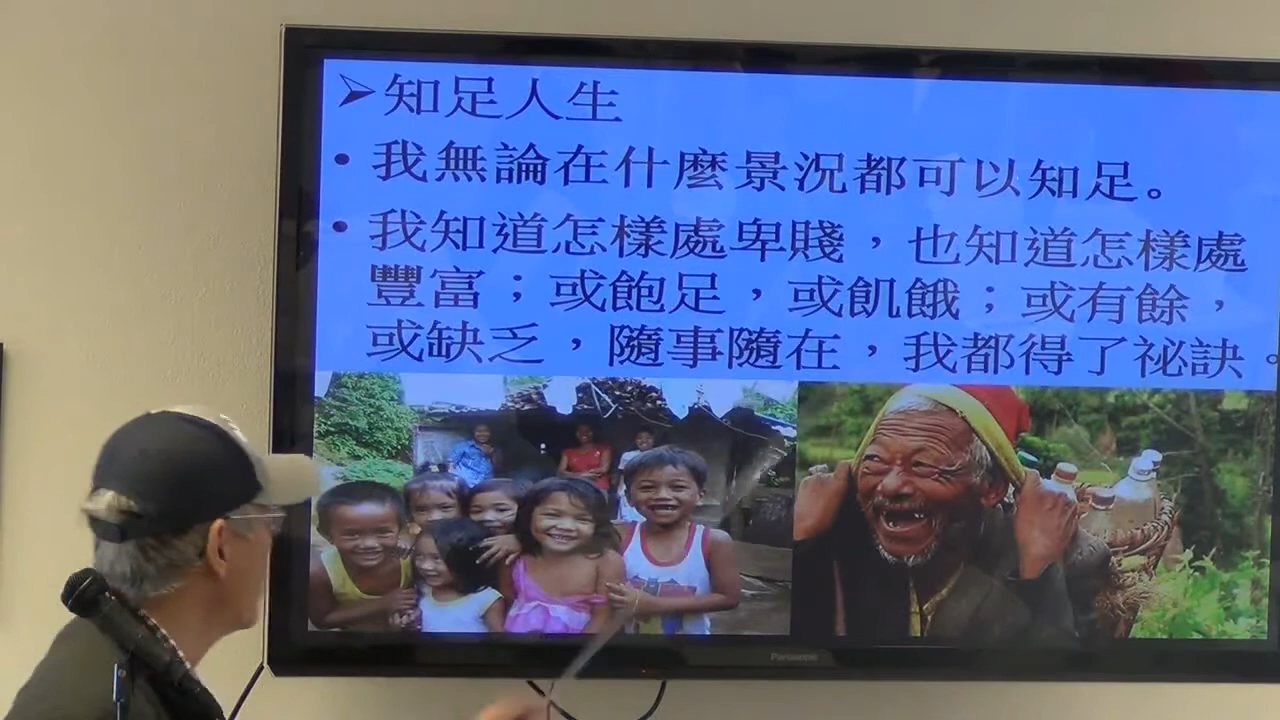 ➢知足人生
• 我無論在什麼景況都可以知足。
• 我知道怎樣處卑賤，也知道怎樣處
豐富；或飽足，或飢餓；或有餘，
或缺乏，隨事隨在，我都得了祕訣。
Panasonic